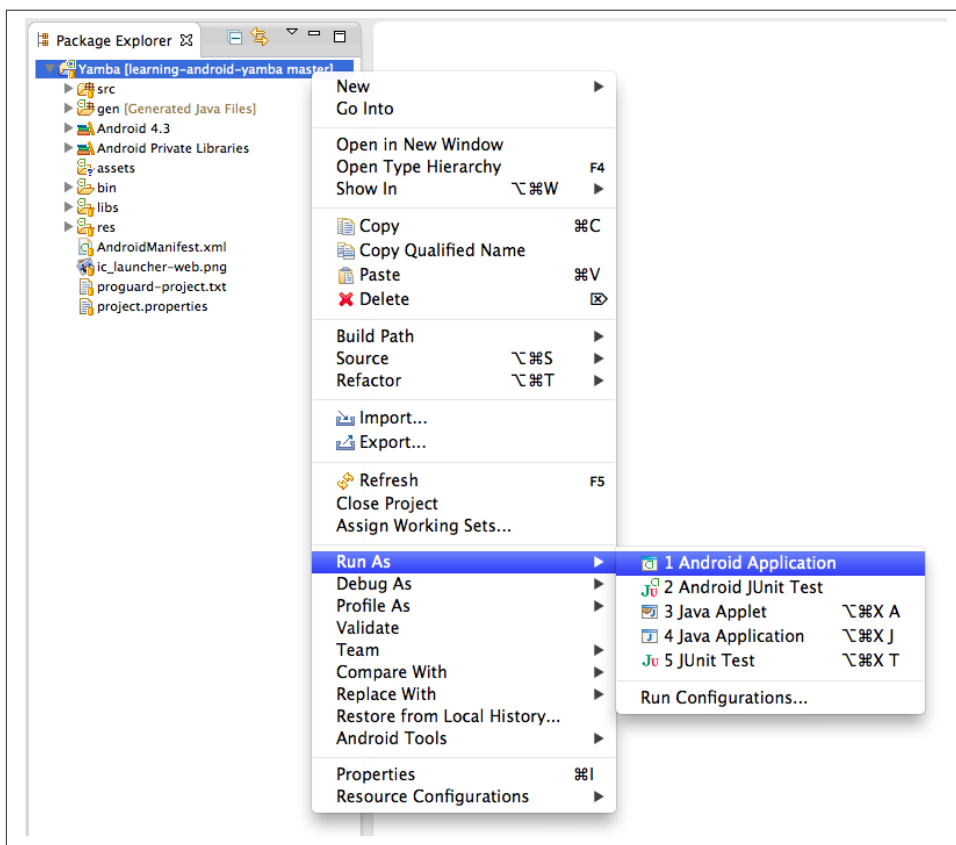 Package Explorer
Yamba [learning-android-yamba master]
src
gen [Generated Java Files]
Android 4.3
Android Private Libraries
assets
bin
libs
res
AndroidManifest.xml
ic_launcher-web.png
proguard-project.txt
project.properties
New
Go Into
Open in New Window
Open Type Hierarchy F4
Show In ⌥⌘W
Copy ⌘C
Copy Qualified Name
Paste ⌘V
Delete ⌦
Build Path
Source ⌥⌘S
Refactor ⌥⌘T
Import...
Export...
Refresh F5
Close Project
Assign Working Sets...
Run As
Debug As
Profile As
Validate
Team
Compare With
Replace With
Restore from Local History...
Android Tools
Properties ⌘I
Resource Configurations
1 Android Application
2 Android JUnit Test
3 Java Applet ⌥⌘X A
4 Java Application ⌥⌘X J
5 JUnit Test ⌥⌘X T
Run Configurations...